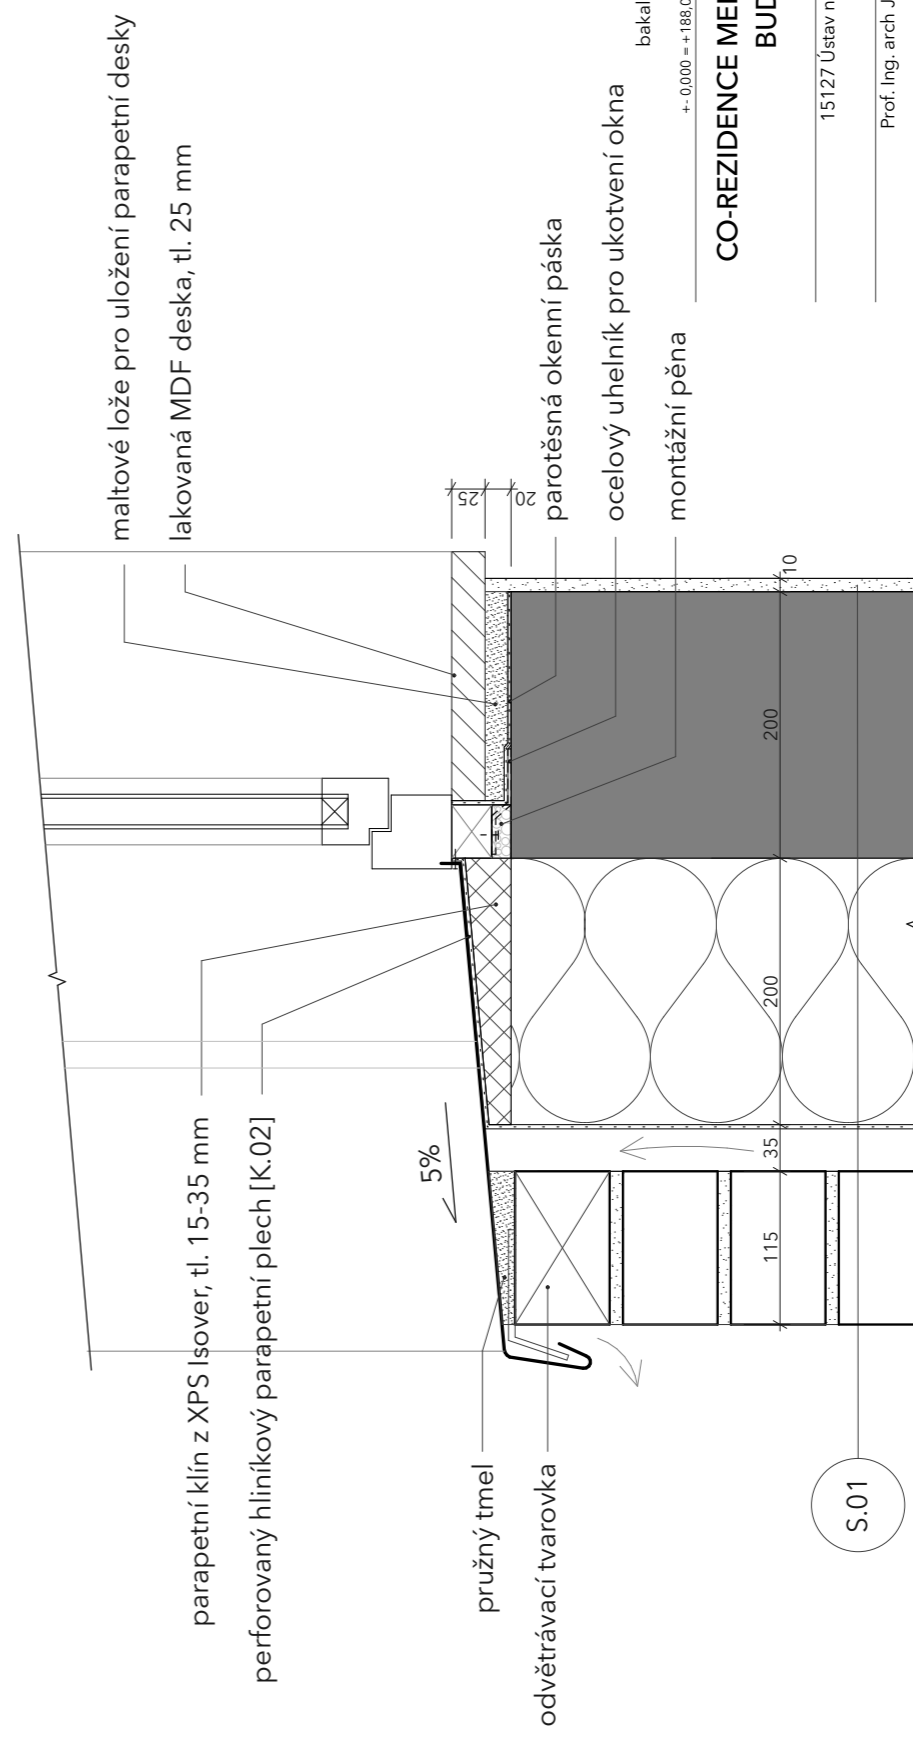 maltové lože pro uložení parapetní desky
lakovaná MDF deska, tl. 25 mm
parapetní klín z XPS Isover, tl. 15-35 mm
perforovaný hliníkový parapetní plech [K.02]
5%
25
20
pružný tmel
odvětrávací tvarovka
parotěsná okenní páska
ocelový uhelník pro ukotvení okna
montážní pěna
115
35
200
200
10
S.01
bakal
+- 0,000 = +188,0
CO-REZIDENCE
BUD
15127 Ústav n
Prof. Ing. arch J